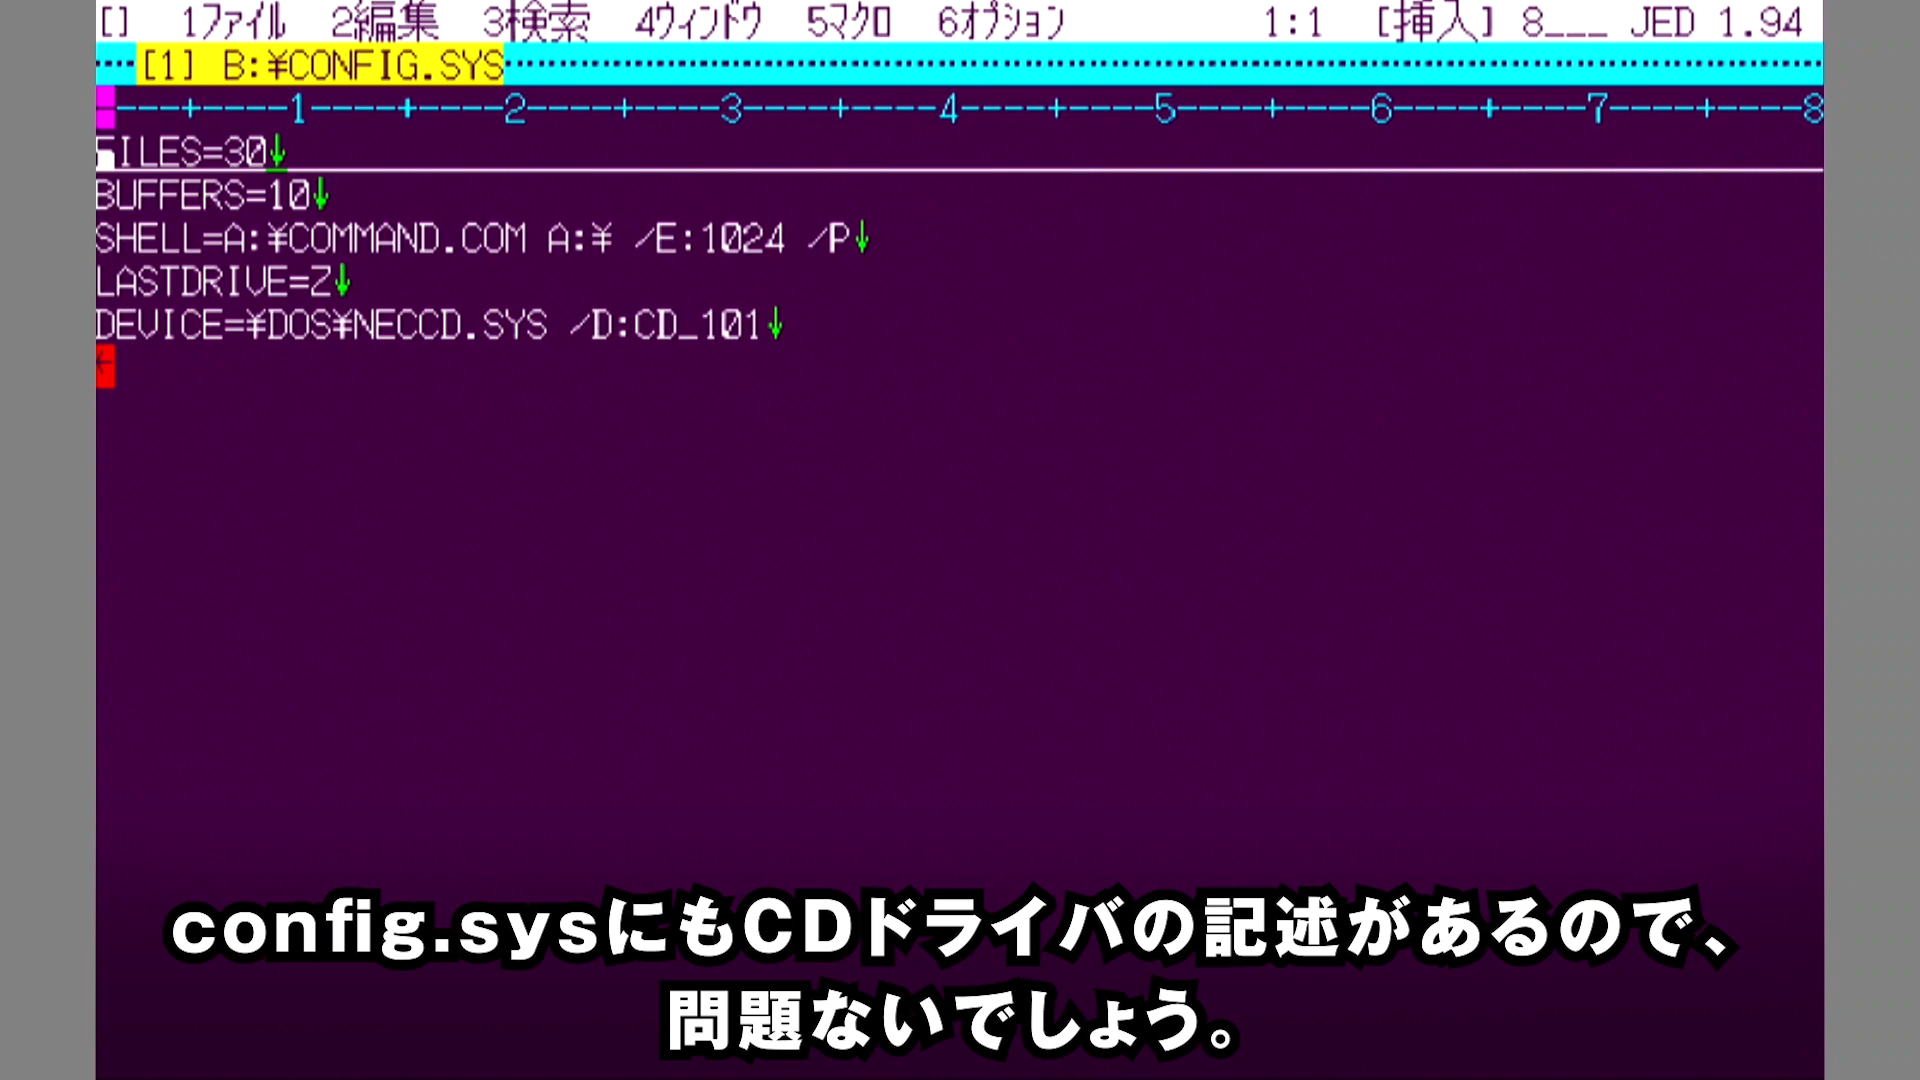 [] 1ﾌｧｲﾙ 2編集 3検索 4ｳｨﾝﾄﾞｳ 5ﾏｸﾛ 6ｵﾌﾟｼｮﾝ 1:1 [挿入] 8___ JED 1.94
[1] B:¥CONFIG.SYS
----+----1----+----2----+----3----+----4----+----5----+----6----+----7----+----8
FILES=30↓
BUFFERS=10↓
SHELL=A:¥COMMAND.COM A:¥ /E:1024 /P↓
LASTDRIVE=Z↓
DEVICE=¥DOS¥NECCD.SYS /D:CD_101↓
config.sysにもCDドライバの記述があるので、
問題ないでしょう。